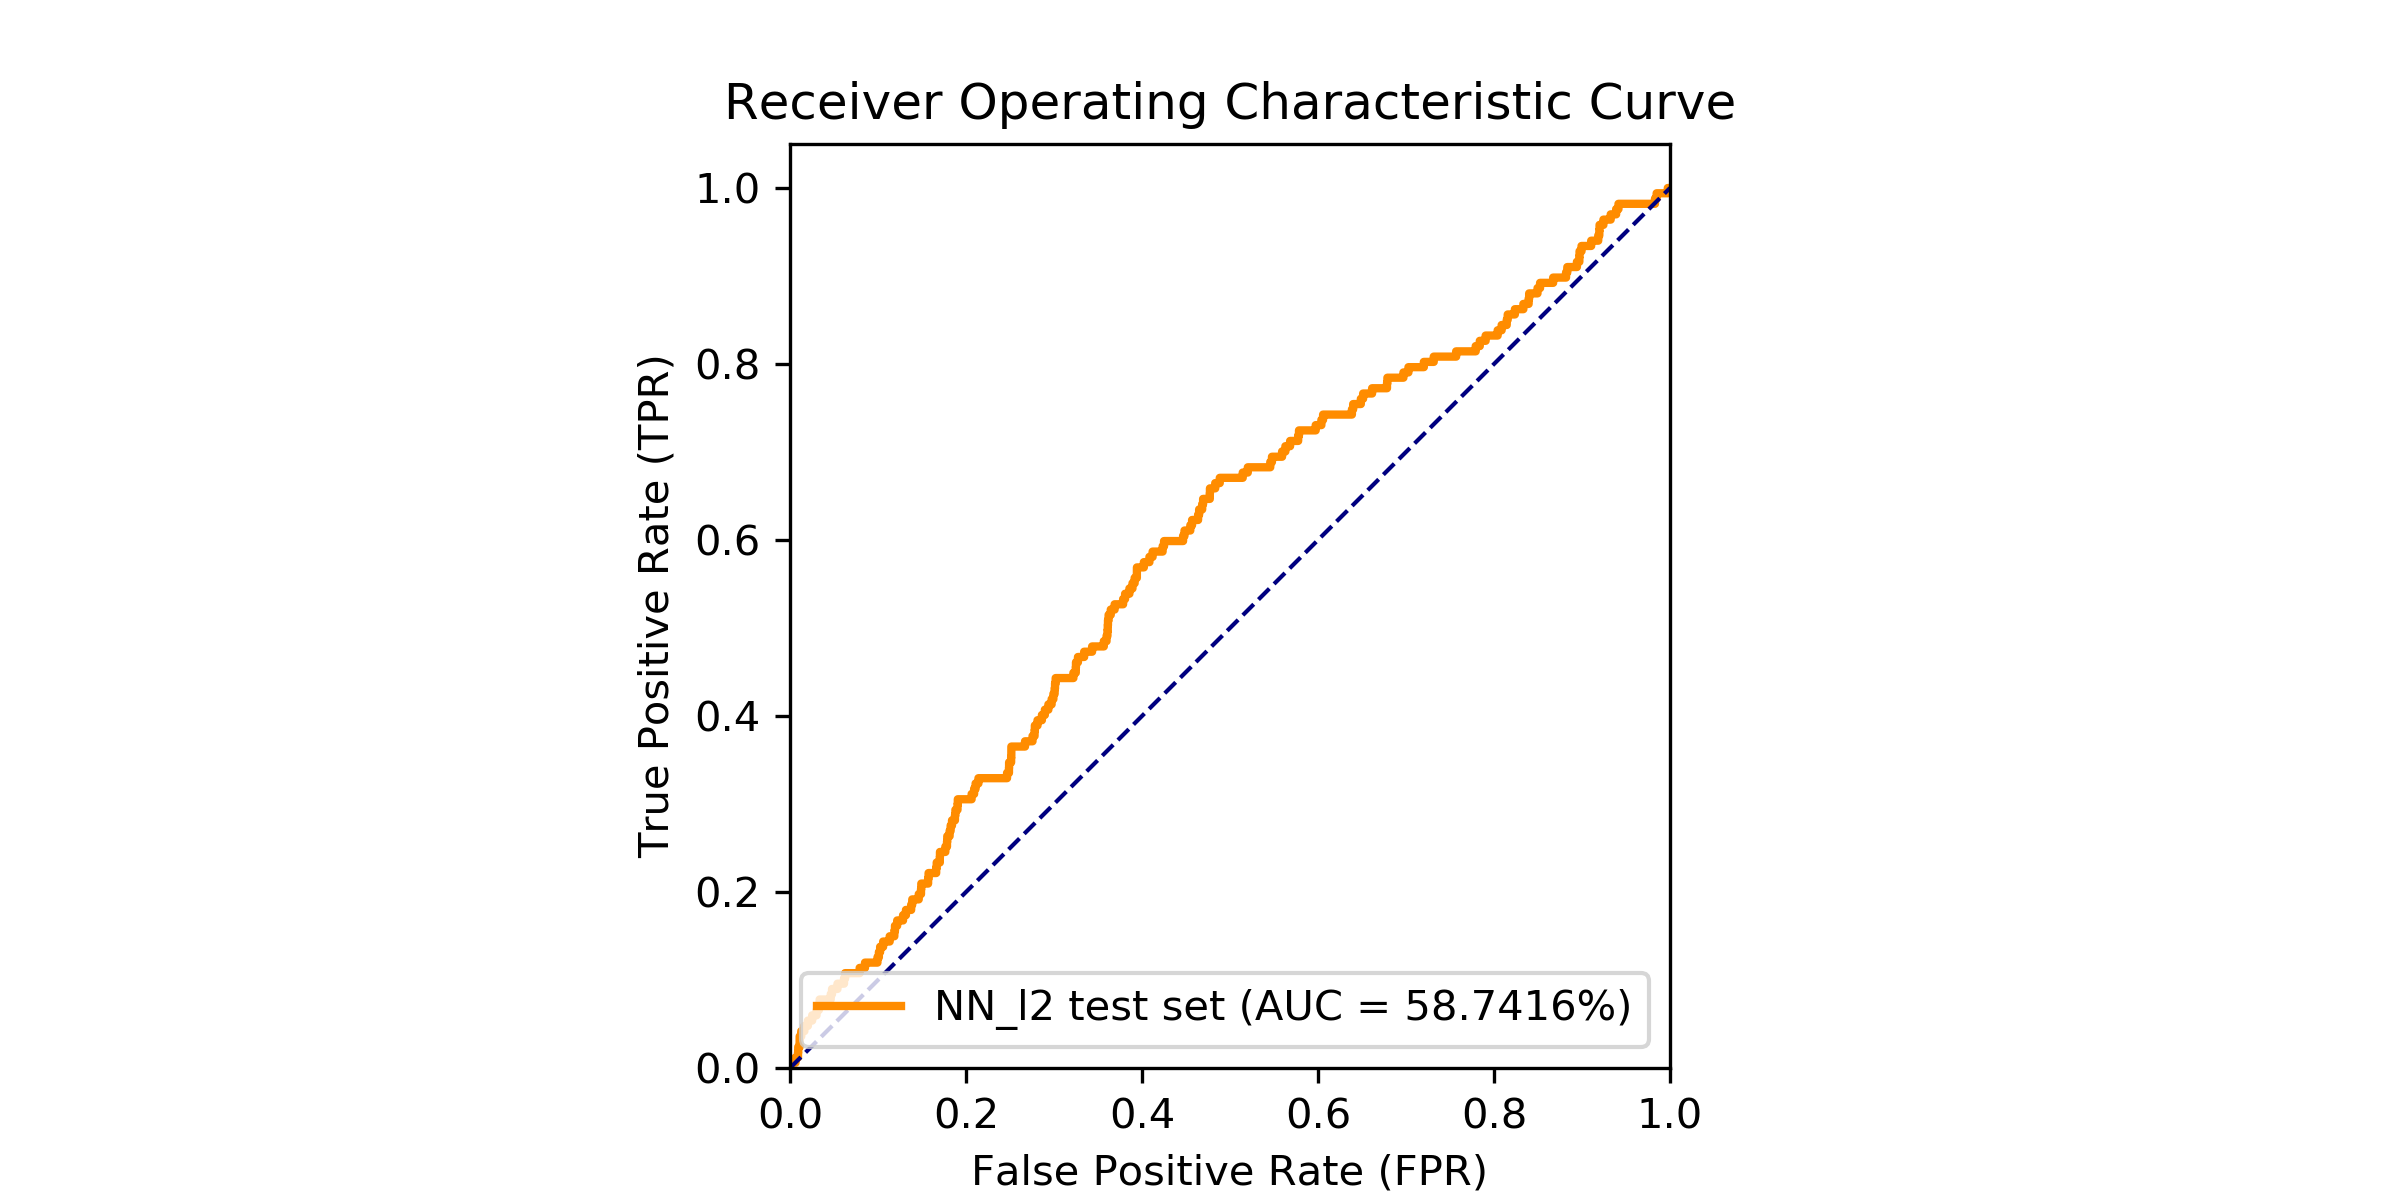 Receiver Operating Characteristic Curve
1.0
0.8
0.6
0.4
0.2
0.0
True Positive Rate (TPR)
NN_l2 test set (AUC = 58.7416%)
0.0 0.2 0.4 0.6 0.8 1.0
False Positive Rate (FPR)